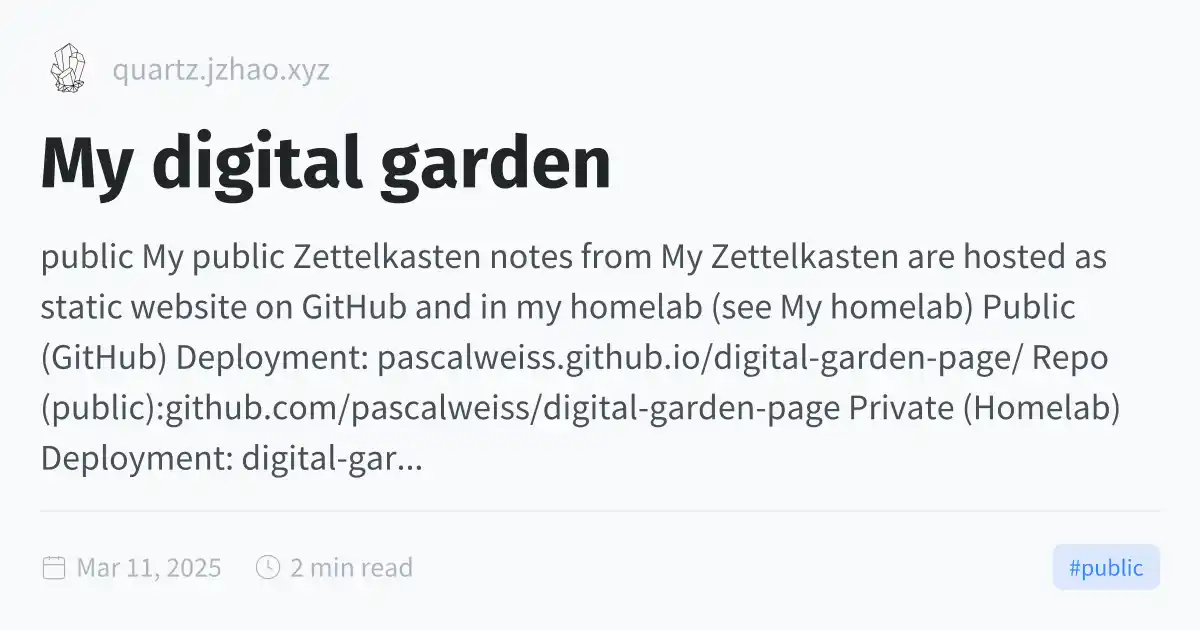 quartz.jzhao.xyz
My digital garden
public My public Zettelkasten notes from My Zettelkasten are hosted as
static website on GitHub and in my homelab (see My homelab) Public
(GitHub) Deployment: pascalweiss.github.io/digital-garden-page/ Repo
(public):github.com/pascalweiss/digital-garden-page Private (Homelab)
Deployment: digital-gar...
Mar 11, 2025 2 min read #public